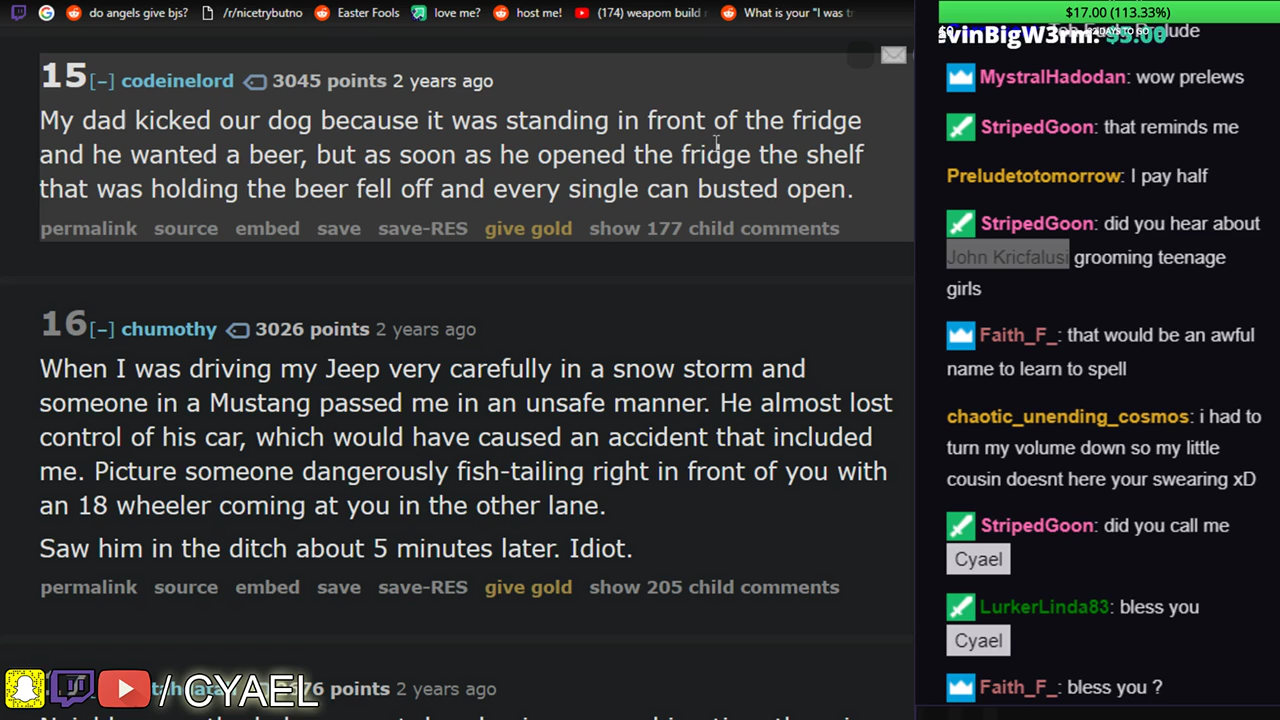 do angels give bjs?
/r/nicetrybutno
Easter Fools
love me?
host me!
(174) weapom build
What is your "I was
15 [–] codeinelord 3045 points 2 years ago
My dad kicked our dog because it was standing in front of the fridge
and he wanted a beer, but as soon as he opened the fridge the shelf
that was holding the beer fell off and every single can busted open.
permalink source embed save save-RES give gold show 177 child comments
16 [–] chumothy 3026 points 2 years ago
When I was driving my Jeep very carefully in a snow storm and
someone in a Mustang passed me in an unsafe manner. He almost lost
control of his car, which would have caused an accident that included
me. Picture someone dangerously fish-tailing right in front of you with
an 18 wheeler coming at you in the other lane.
Saw him in the ditch about 5 minutes later. Idiot.
permalink source embed save save-RES give gold show 205 child comments
points 2 years ago
/ CYAEL
$17.00 (113.33%)
evinBigW3rm: $5.00
MystralHadodan: wow prelews
StripedGoon: that reminds me
Preludetotomorrow: I pay half
StripedGoon: did you hear about
John Kricfalusi grooming teenage
girls
Faith_F_: that would be an awful
name to learn to spell
chaotic_unending_cosmos: i had to
turn my volume down so my little
cousin doesnt here your swearing xD
StripedGoon: did you call me
Cyael
LurkerLinda83: bless you
Cyael
Faith_F_: bless you ?